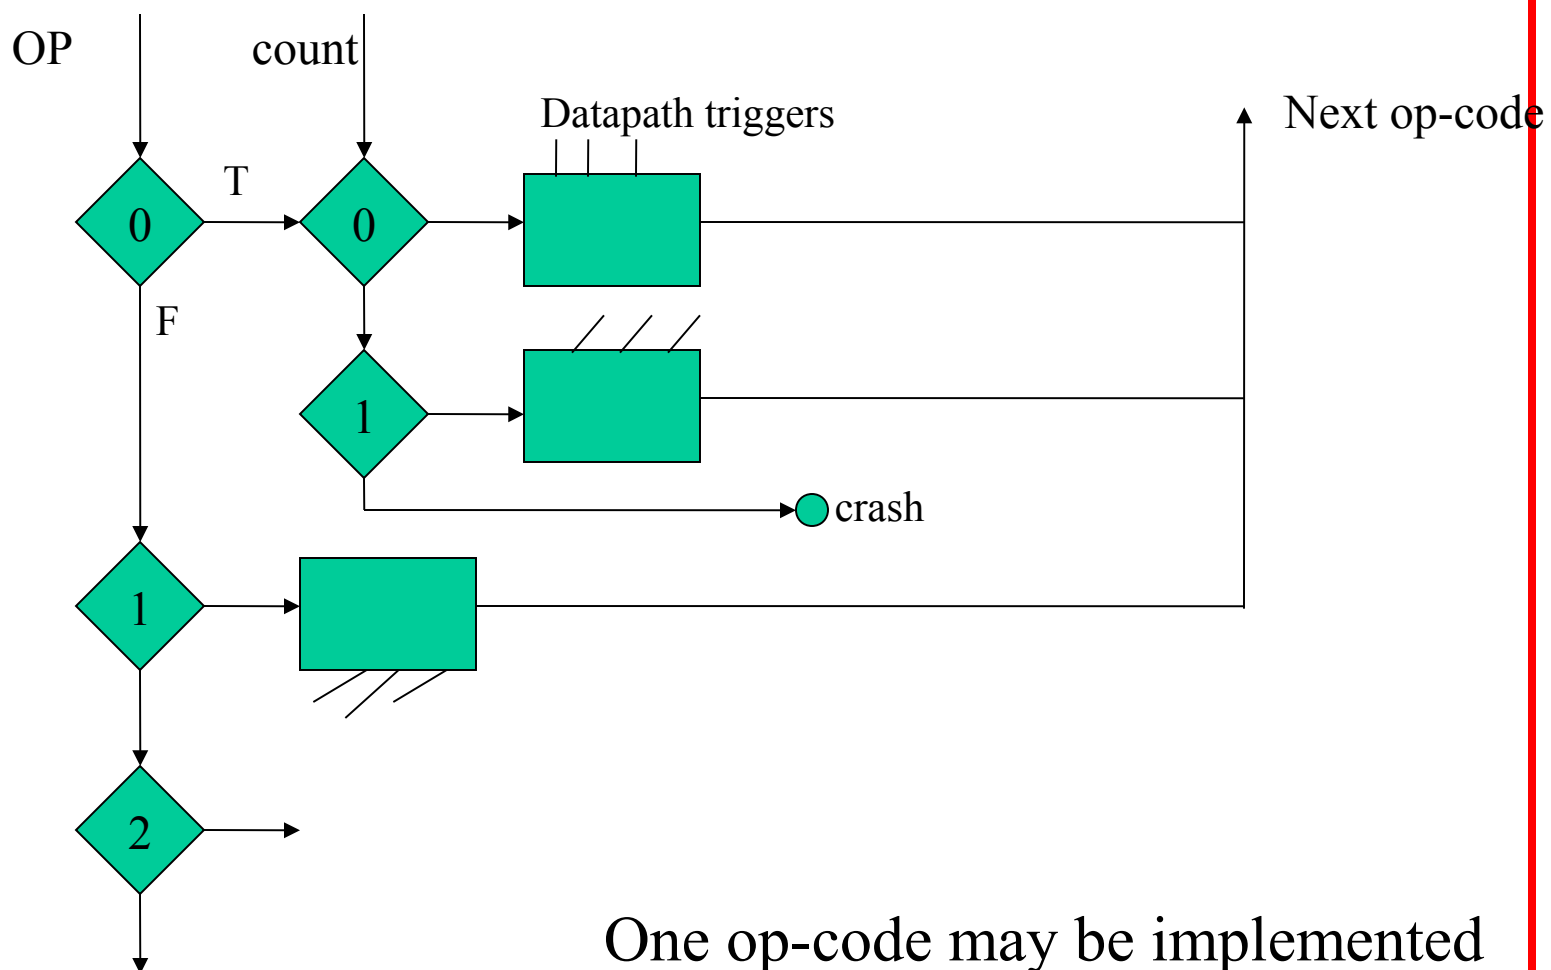 OP
count
Datapath triggers
Next op-code
0
T
0
F
1
crash
1
2
One op-code may be implemented